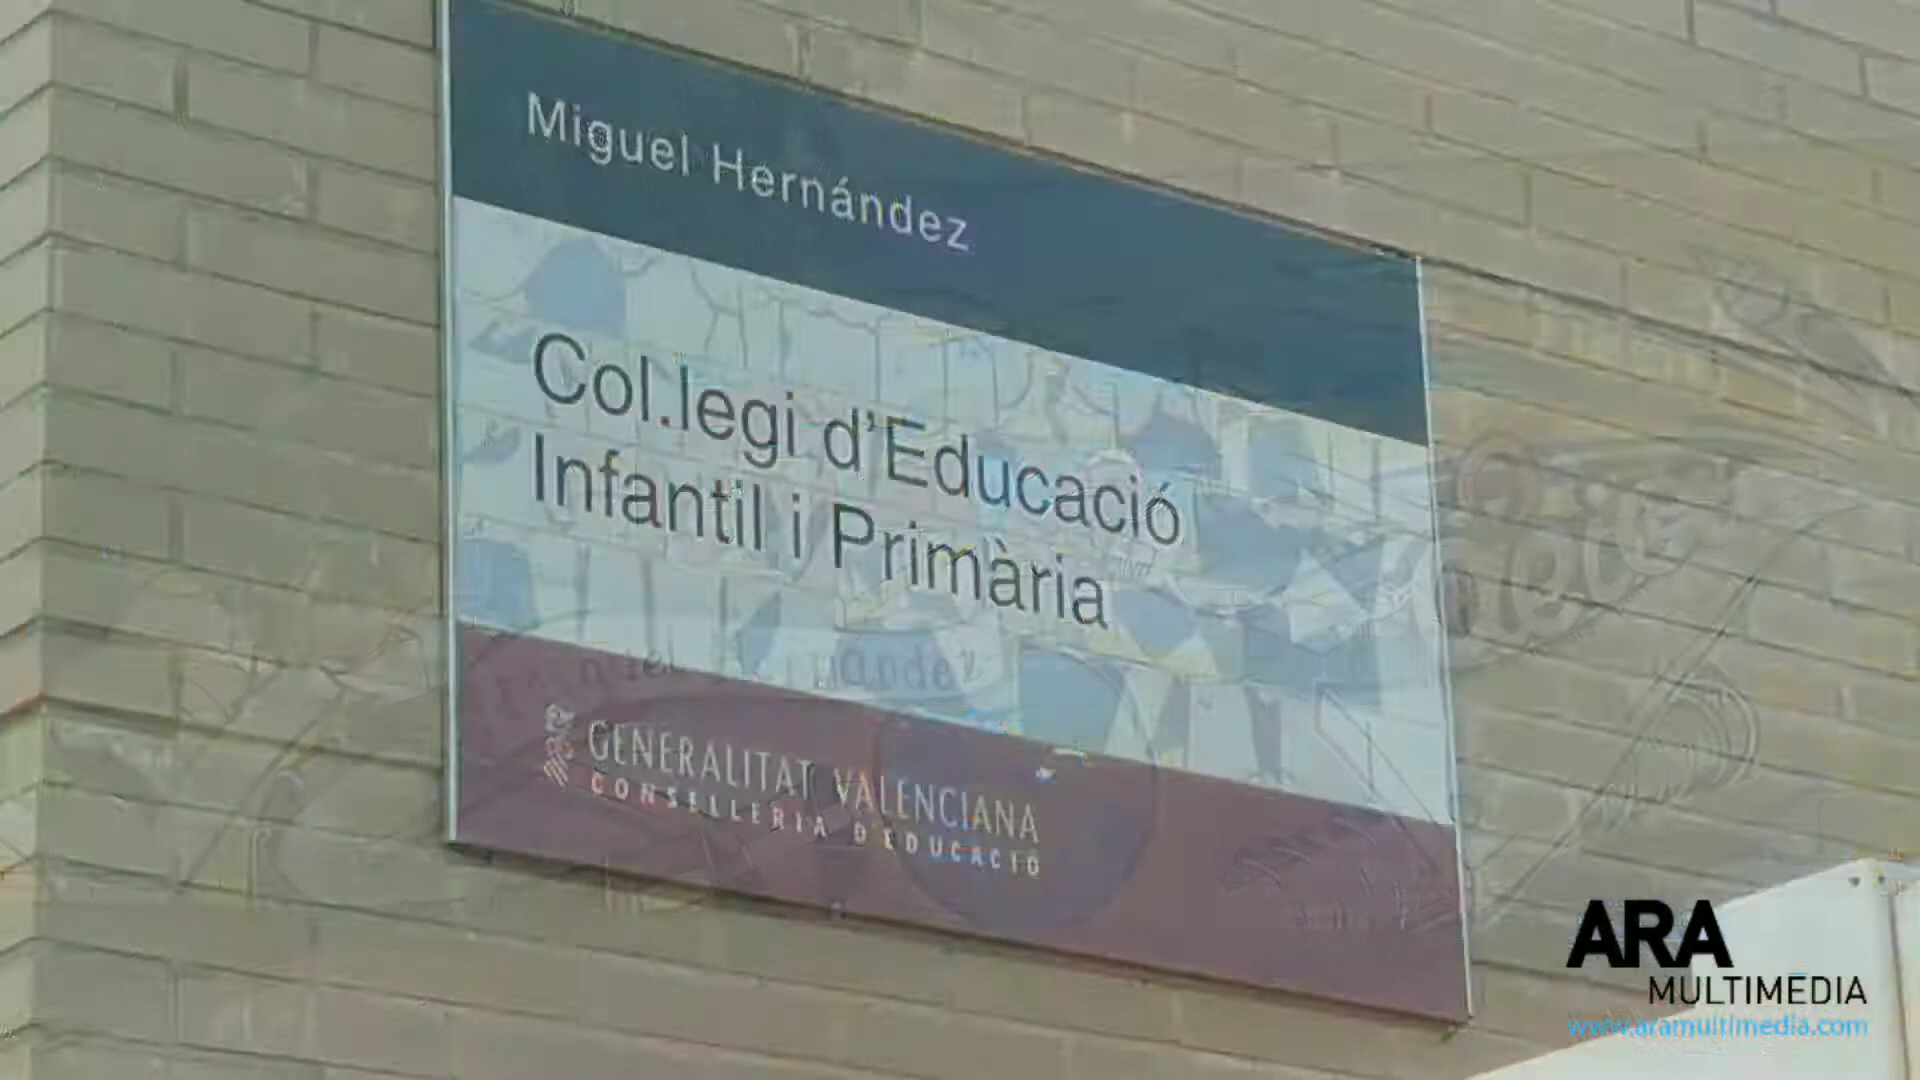 Miguel Hernández
Col.legi d'Educació
Infantil i Primària
GENERALITAT VALENCIANA
CONSELLERIA D'EDUCACIÓ
ARA
MULTIMEDIA
www.aramultimedia.com